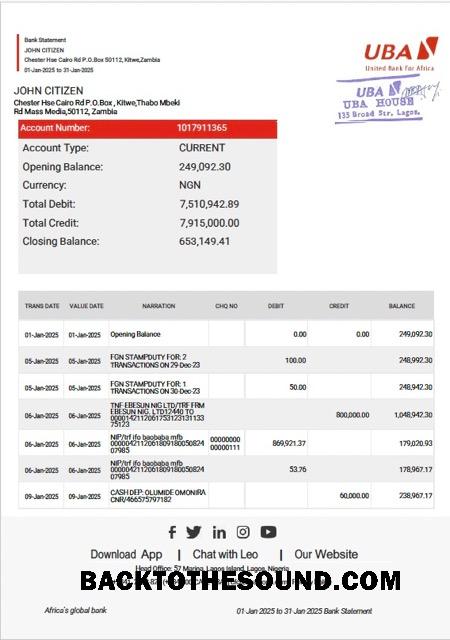 Bank Statement
JOHN CITIZEN
Chester Hse Cairo Rd P.O.Box 50112, Kitwe,Zambia
01-Jan-2025 to 31-Jan-2025
UBA
United Bank for Africa
UBA
UBA HOUSE
135 Broad Str, Lagos.
JOHN CITIZEN
Chester Hse Cairo Rd P.O.Box , Kitwe,Thabo Mbeki
Rd Mass Media,50112, Zambia
Account Number: 1017911365
Account Type: CURRENT
Opening Balance: 249,092.30
Currency: NGN
Total Debit: 7,510,942.89
Total Credit: 7,915,000.00
Closing Balance: 653,149.41
TRANS DATE VALUE DATE NARRATION CHQ NO DEBIT CREDIT BALANCE
01-Jan-2025 01-Jan-2025 Opening Balance 0.00 0.00 249,092.30
05-Jan-2025 05-Jan-2025 FGN STAMPDUTY FOR: 2 100.00 248,992.30
TRANSACTIONS ON 29-Dec-23
05-Jan-2025 05-Jan-2025 FGN STAMPDUTY FOR: 1 50.00 248,942.30
TRANSACTIONS ON 30-Dec-23
TNF-EBESUN NIG LTD/TRF FRM
06-Jan-2025 06-Jan-2025 EBESUN NIG. LTD12440 TO 800,000.00 1,048,942.30
75123
06-Jan-2025 06-Jan-2025 NIP/trf ifo baobaba mfb 00000000 869,921.37 179,020.93
00000111
07985
06-Jan-2025 06-Jan-2025 NIP/trf ifo baobaba mfb 53.76 178,967.17
07985
09-Jan-2025 09-Jan-2025 CASH DEP: OLUMIDE OMONIRA 60,000.00 238,967.17
CNR/466575797182
Download App | Chat with Leo | Our Website
Head Office: 57 Marina, Lagos Island, Lagos, Nigeria
BACKTOTHESOUND.COM
Africa's global bank
01 Jan 2025 to 31 Jan 2025 Bank Statement